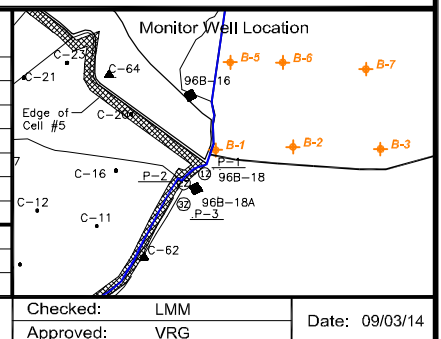 Monitor Well Location
C-23
B-5
B-6
B-7
C-21
C-64
96B-16
Edge of
Cell #5
C-20
B-1
B-2
B-3
7
P-1
C-16
P-2
96B-18
C-12
96B-18A
C-11
P-3
C-62
Checked: LMM
Date: 09/03/14
Approved: VRG